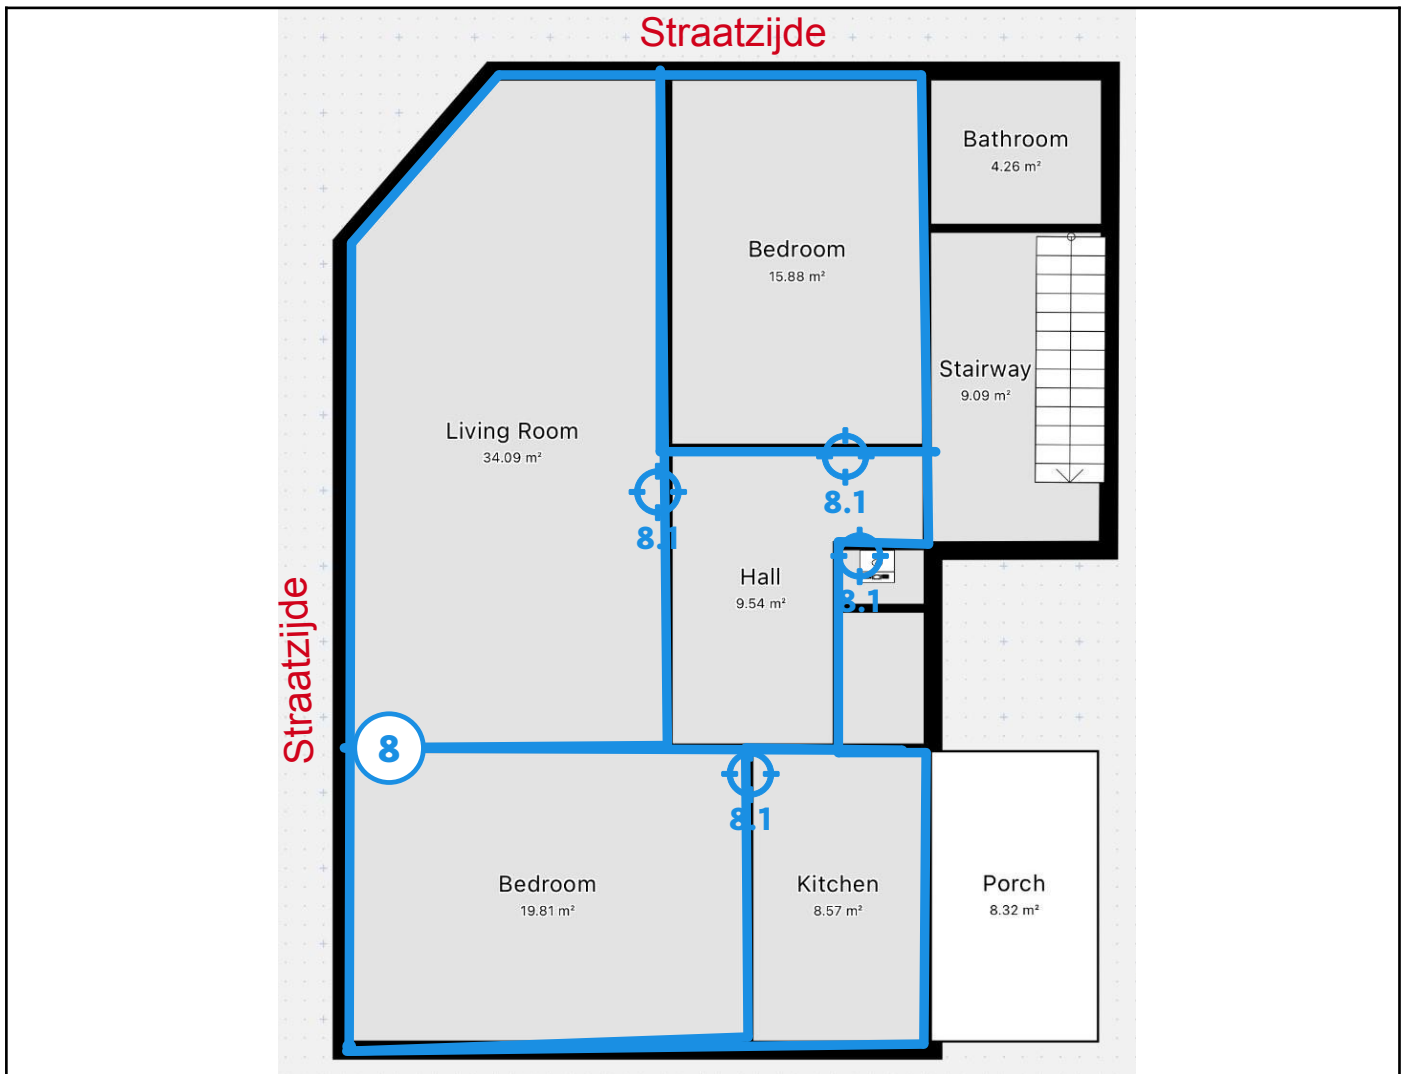 Straatzijde
Bathroom
4.26 m²
Bedroom
15.88 m²
Stairway
9.09 m²
Living Room
34.09 m²
8.1
8.1
Hall
9.54 m²
8.1
Straatzijde
8
8.1
Bedroom
19.81 m²
Kitchen
8.57 m²
Porch
8.32 m²